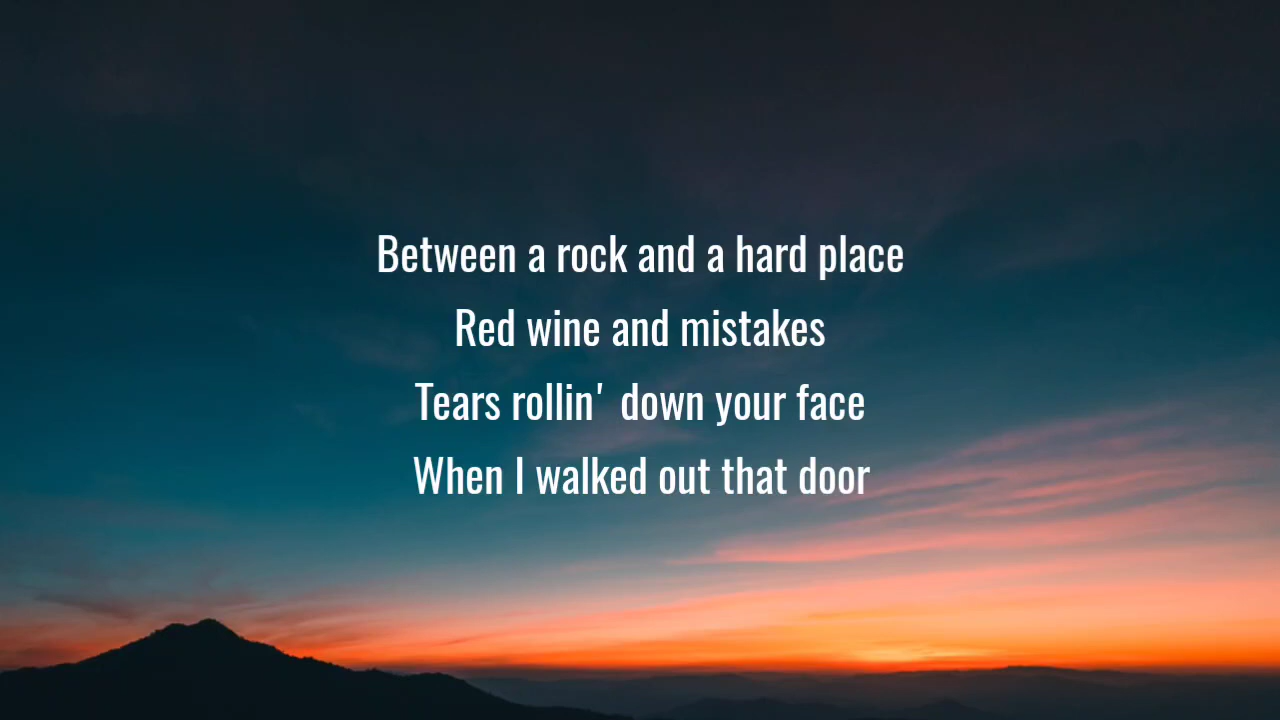 Between a rock and a hard place
Red wine and mistakes
Tears rollin' down your face
When I walked out that door